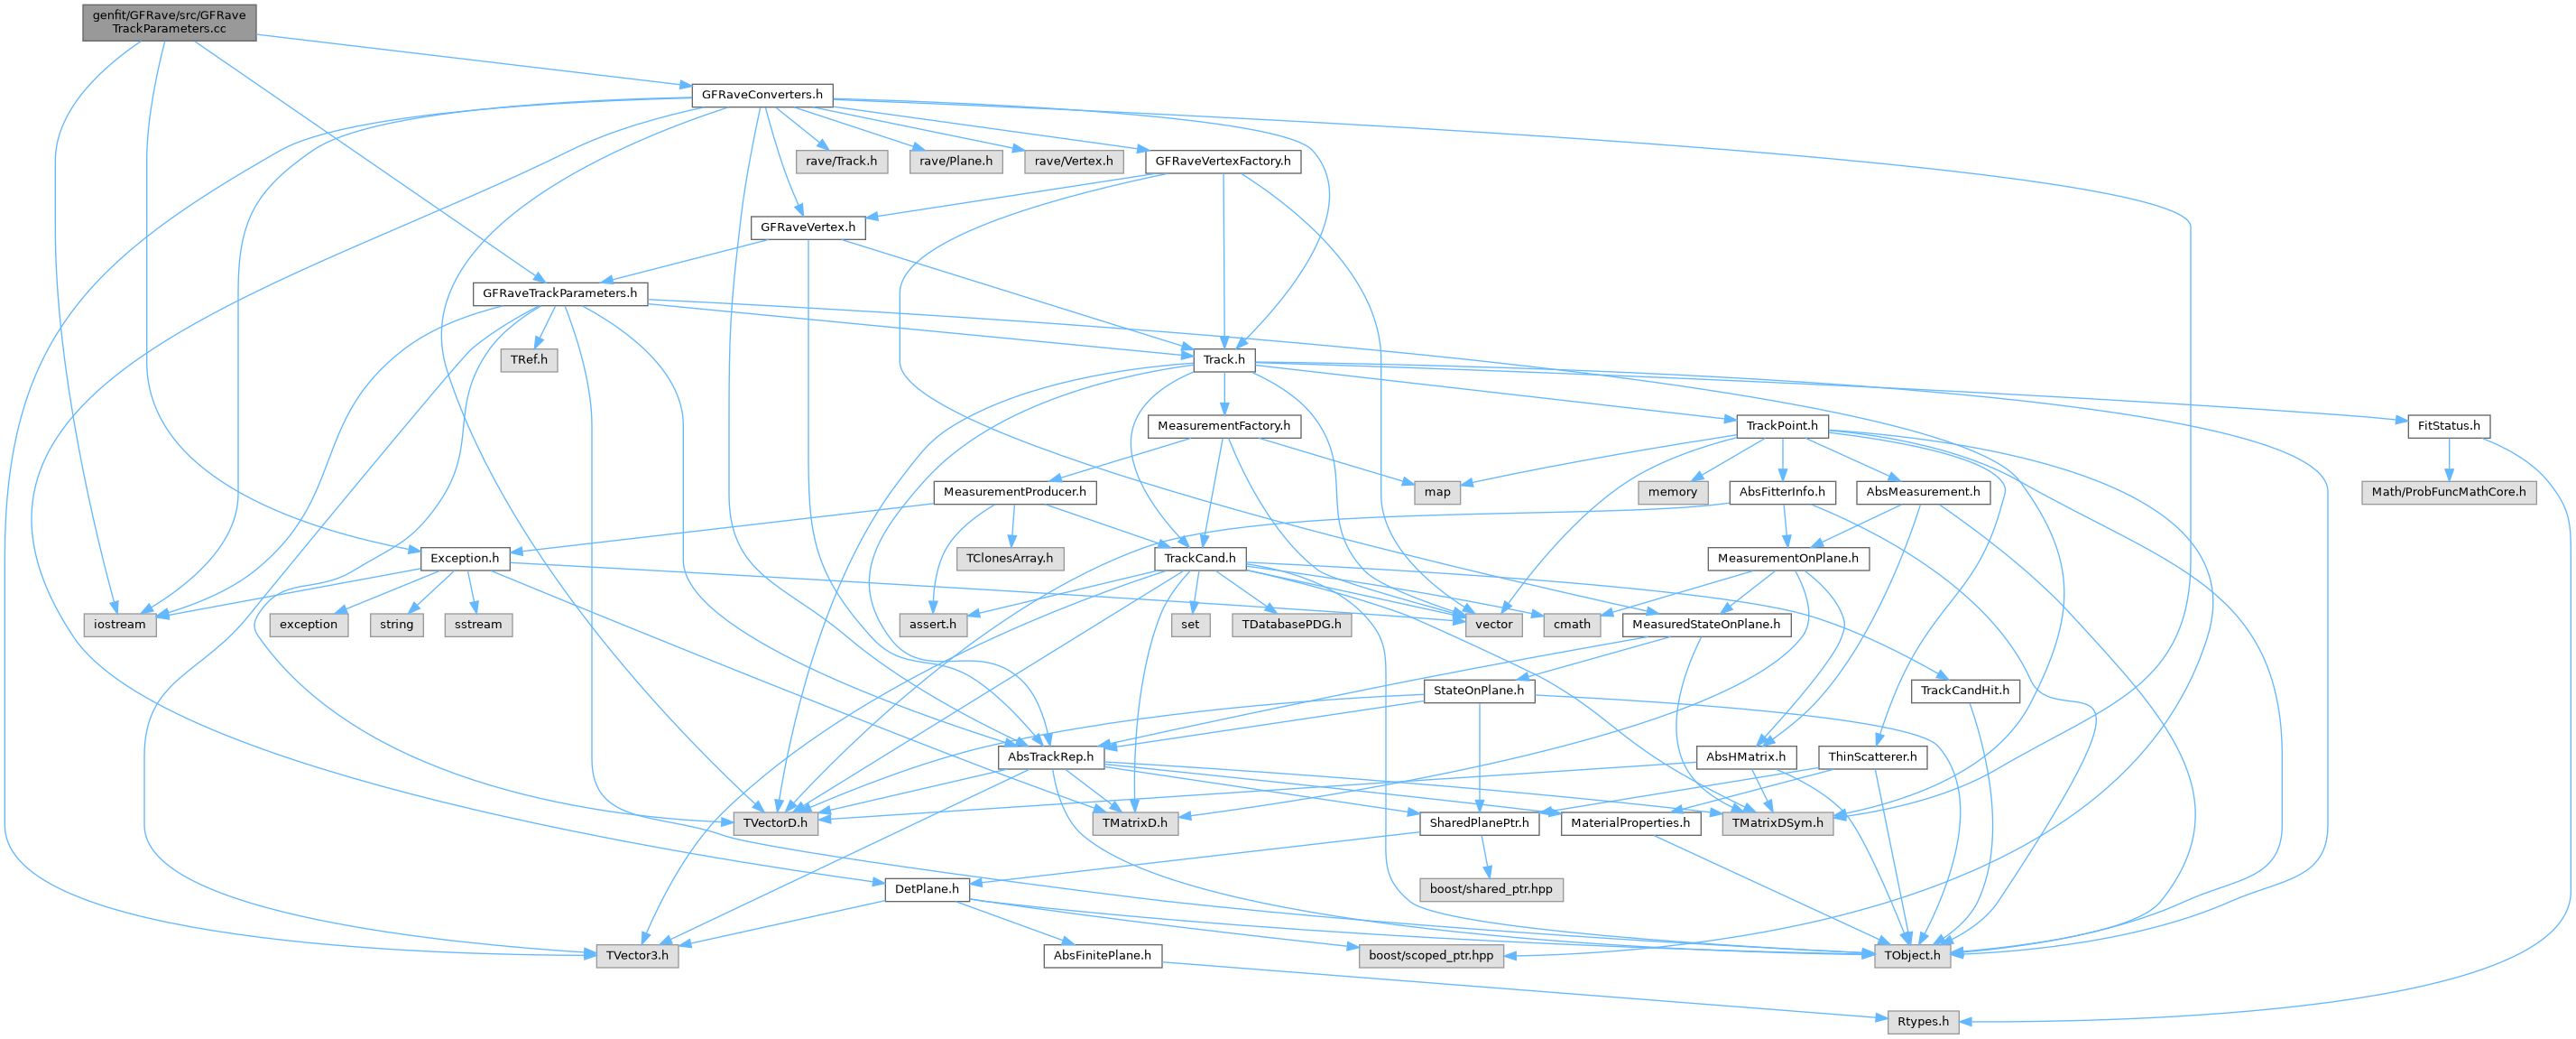 genfit/GFRave/src/GFRave
TrackParameters.cc
GFRaveConverters.h
rave/Track.h
rave/Plane.h
rave/Vertex.h
GFRaveVertexFactory.h
GFRaveVertex.h
GFRaveTrackParameters.h
TRef.h
Track.h
MeasurementFactory.h
TrackPoint.h
FitStatus.h
MeasurementProducer.h
map
memory
AbsFitterInfo.h
AbsMeasurement.h
Math/ProbFuncMathCore.h
Exception.h
TClonesArray.h
TrackCand.h
MeasurementOnPlane.h
iostream
exception
string
sstream
assert.h
set
TDatabasePDG.h
vector
cmath
MeasuredStateOnPlane.h
StateOnPlane.h
TrackCandHit.h
AbsTrackRep.h
AbsHMatrix.h
ThinScatterer.h
TVectorD.h
TMatrixD.h
SharedPlanePtr.h
MaterialProperties.h
TMatrixDSym.h
DetPlane.h
boost/shared_ptr.hpp
TVector3.h
AbsFinitePlane.h
boost/scoped_ptr.hpp
TObject.h
Rtypes.h